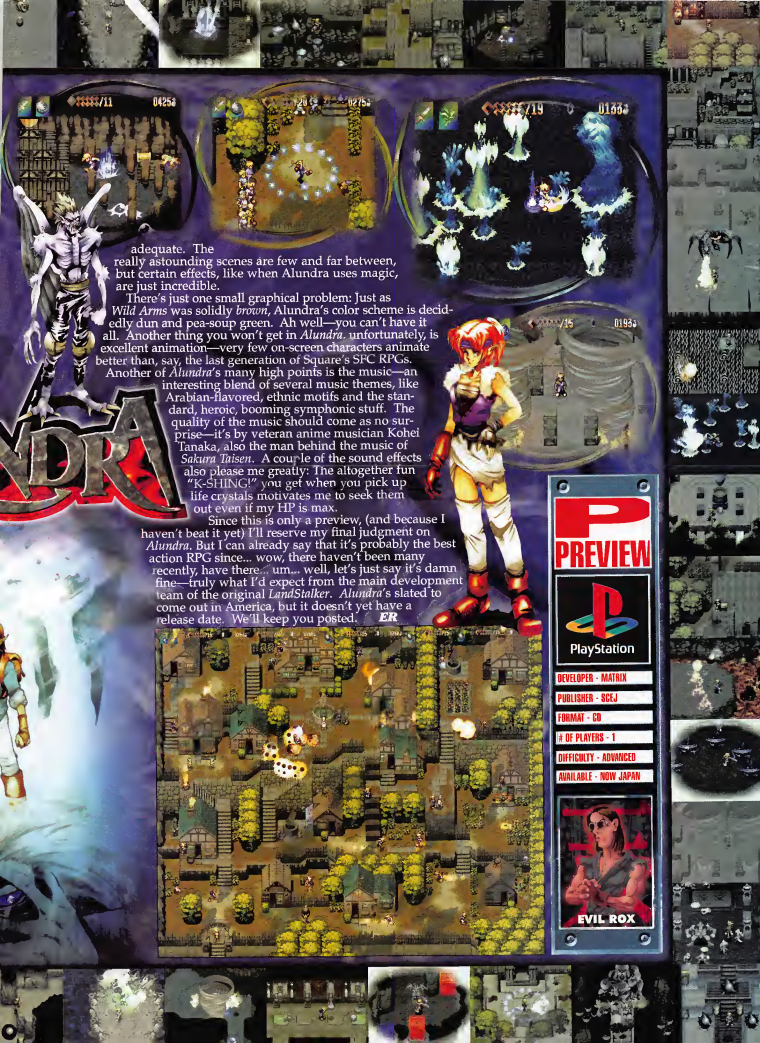 /11 0425
20 0275
/19 0 0133
adequate. The
really astounding scenes are few and far between,
but certain effects, like when Alundra uses magic,
are just incredible.
There's just one small graphical problem: Just as
Wild Arms was solidly brown, Alundra's color scheme is decid-
edly dun and pea-soup green. Ah well—you can't have it
all. Another thing you won't get in Alundra. unfortunately, is
excellent animation—very few on-screen characters animate
better than, say, the last generation of Square's SFC RPGs.
Another of Alundra's many high points is the music—an
interesting blend of several music themes, like
Arabian-flavored, ethnic motifs and the stan-
dard, heroic, booming symphonic stuff. The
quality of the music should come as no sur-
prise—it's by veteran anime musician Kohei
Tanaka, also the man behind the music of
Sakura Taisen. A couple of the sound effects
also please me greatly: The altogether fun
"K-SHING!" you get when you pick up
life crystals motivates me to seek them
out even if my HP is max.
Since this is only a preview, (and because I
haven't beat it yet) I'll reserve my final judgment on
Alundra. But I can already say that it's probably the best
action RPG since... wow, there haven't been many
recently, have there... um... well, let's just say it's damn
fine—truly what I'd expect from the main development
team of the original LandStalker. Alundra's slated to
come out in America, but it doesn't yet have a
release date. We'll keep you posted. ER
/15 0193
NDRA
P
PREVIEW
PlayStation
DEVELOPER - MATRIX
PUBLISHER - SCEJ
FORMAT - CD
# OF PLAYERS - 1
DIFFICULTY - ADVANCED
AVAILABLE - NOW JAPAN
EVIL ROX